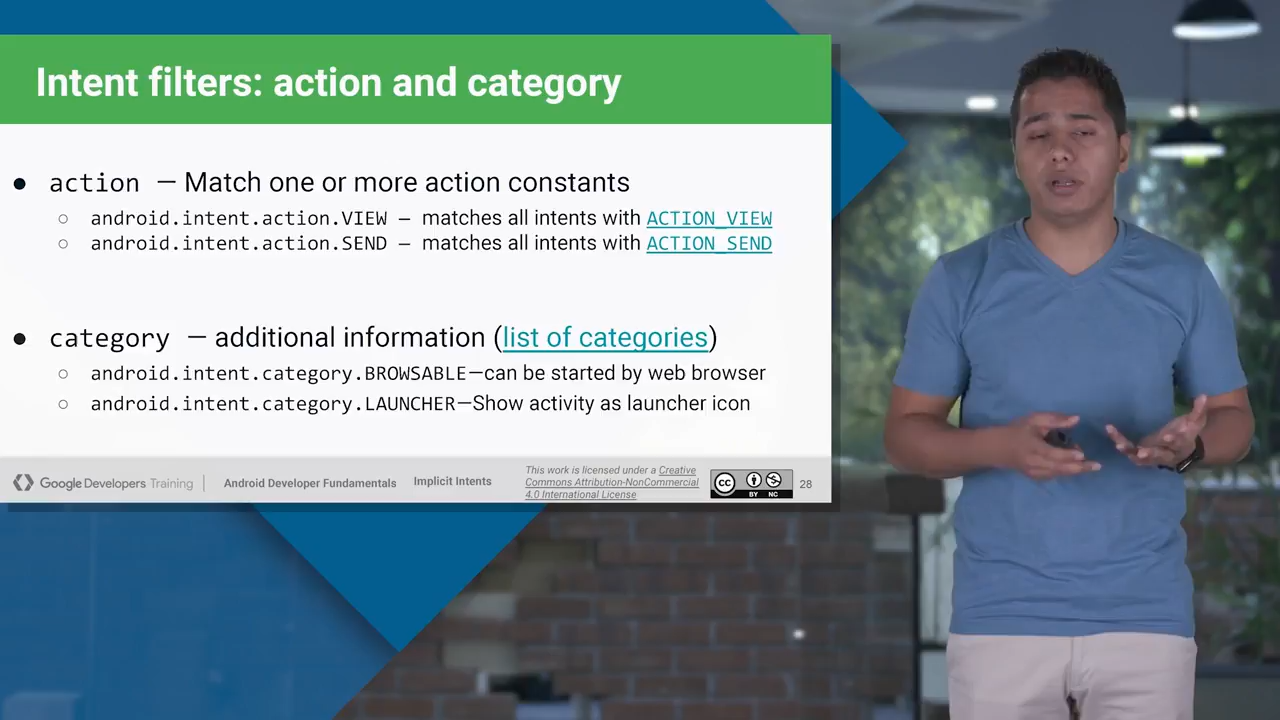 Intent filters: action and category
● action — Match one or more action constants
○ android.intent.action.VIEW — matches all intents with ACTION_VIEW
○ android.intent.action.SEND — matches all intents with ACTION_SEND
● category — additional information (list of categories)
○ android.intent.category.BROWSABLE—can be started by web browser
○ android.intent.category.LAUNCHER—Show activity as launcher icon
Google Developers Training
Android Developer Fundamentals
Implicit Intents
This work is licensed under a Creative
Commons Attribution-NonCommercial
4.0 International License
CC BY NC
28